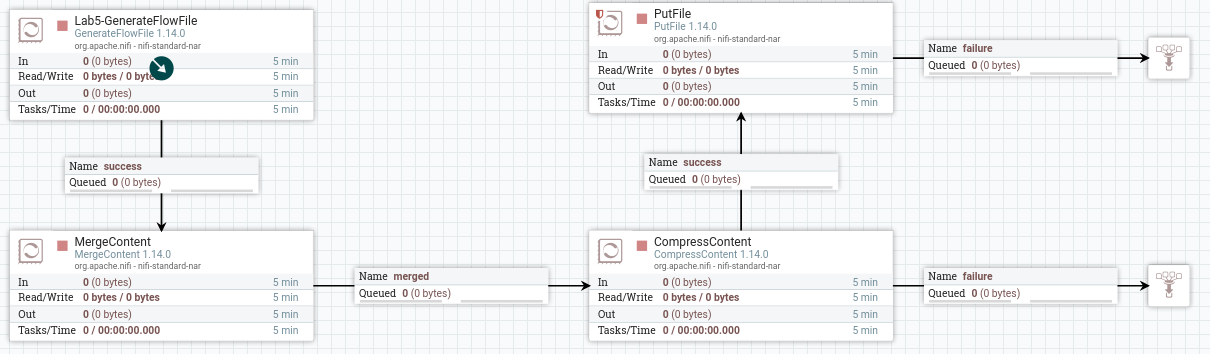 Lab5-GenerateFlowFile
GenerateFlowFile 1.14.0
org.apache.nifi - nifi-standard-nar
In 0 (0 bytes) 5 min
Read/Write 0 bytes / 0 bytes 5 min
Out 0 (0 bytes) 5 min
Tasks/Time 0 / 00:00:00.000 5 min
Name success
Queued 0 (0 bytes)
MergeContent
MergeContent 1.14.0
org.apache.nifi - nifi-standard-nar
In 0 (0 bytes) 5 min
Read/Write 0 bytes / 0 bytes 5 min
Out 0 (0 bytes) 5 min
Tasks/Time 0 / 00:00:00.000 5 min
Name merged
Queued 0 (0 bytes)
PutFile
PutFile 1.14.0
org.apache.nifi - nifi-standard-nar
In 0 (0 bytes) 5 min
Read/Write 0 bytes / 0 bytes 5 min
Out 0 (0 bytes) 5 min
Tasks/Time 0 / 00:00:00.000 5 min
Name failure
Queued 0 (0 bytes)
Name success
Queued 0 (0 bytes)
CompressContent
CompressContent 1.14.0
org.apache.nifi - nifi-standard-nar
In 0 (0 bytes) 5 min
Read/Write 0 bytes / 0 bytes 5 min
Out 0 (0 bytes) 5 min
Tasks/Time 0 / 00:00:00.000 5 min
Name failure
Queued 0 (0 bytes)